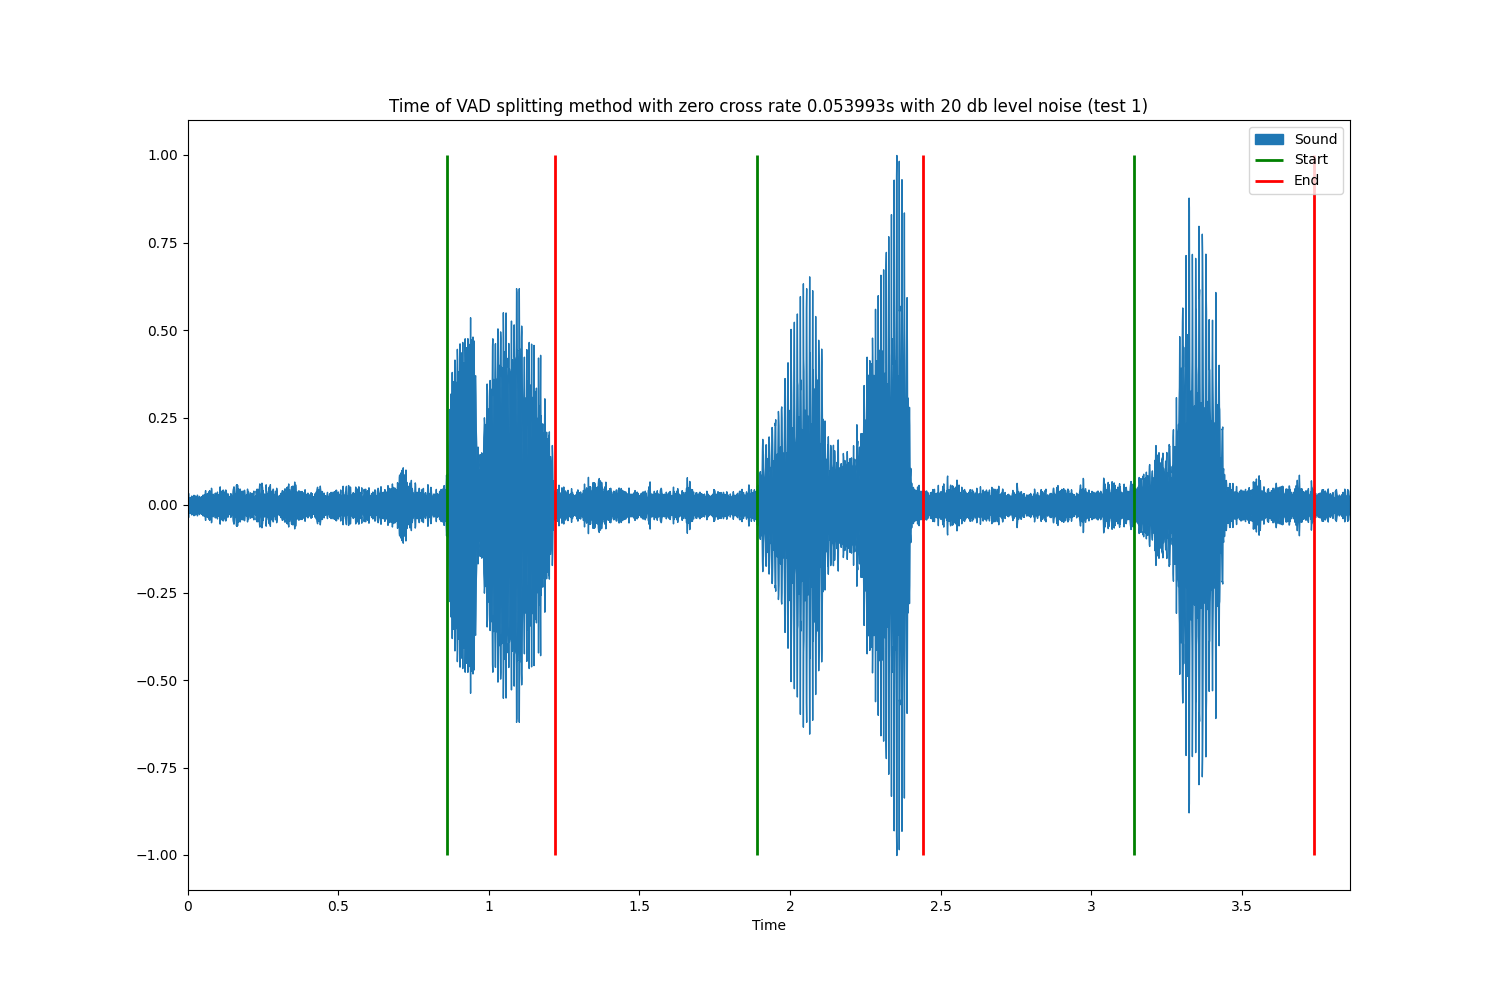 Time of VAD splitting method with zero cross rate 0.053993s with 20 db level noise (test 1)
Sound
Start
End
1.00
0.75
0.50
0.25
0.00
−0.25
−0.50
−0.75
−1.00
0 0.5 1 1.5 2 2.5 3 3.5
Time